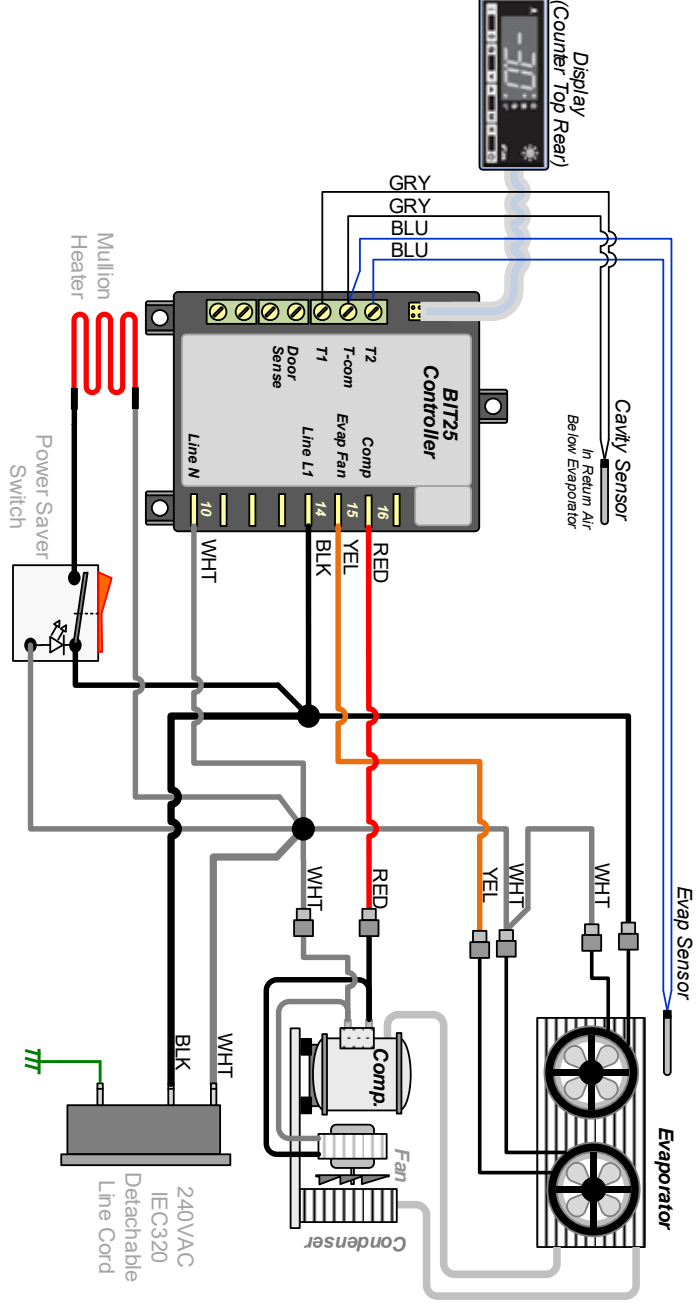 Display
(Counter Top Rear)
GRY
GRY
BLU
BLU
Cavity Sensor
In Return Air
Below Evaporator
Evap Sensor
Mullion
Heater
BIT25
Controller
T2
T-com
T1
Door
Sense
Comp
Evap Fan
Line L1
Line N
16
15
14
10
RED
YEL
BLK
WHT
Power Saver
Switch
YEL
WHT
WHT
RED
WHT
Evaporator
Comp.
Fan
Condenser
WHT
BLK
240VAC
IEC320
Detachable
Line Cord